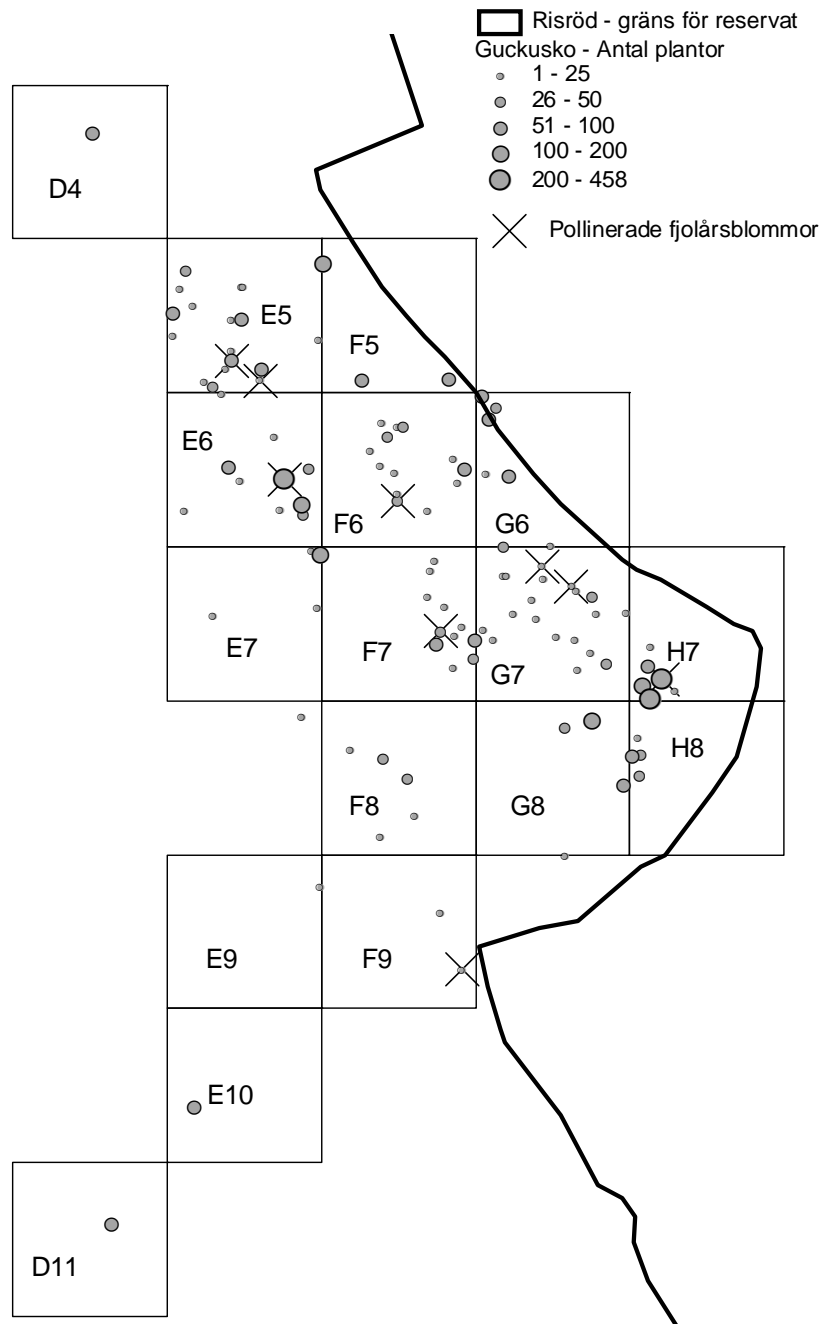 Risröd - gräns för reservat
Guckusko - Antal plantor
1 - 25
26 - 50
51 - 100
100 - 200
200 - 458
Pollinerade fjolårsblommor
D4
E5
F5
E6
F6
G6
E7
F7
G7
H7
F8
G8
H8
E9
F9
E10
D11